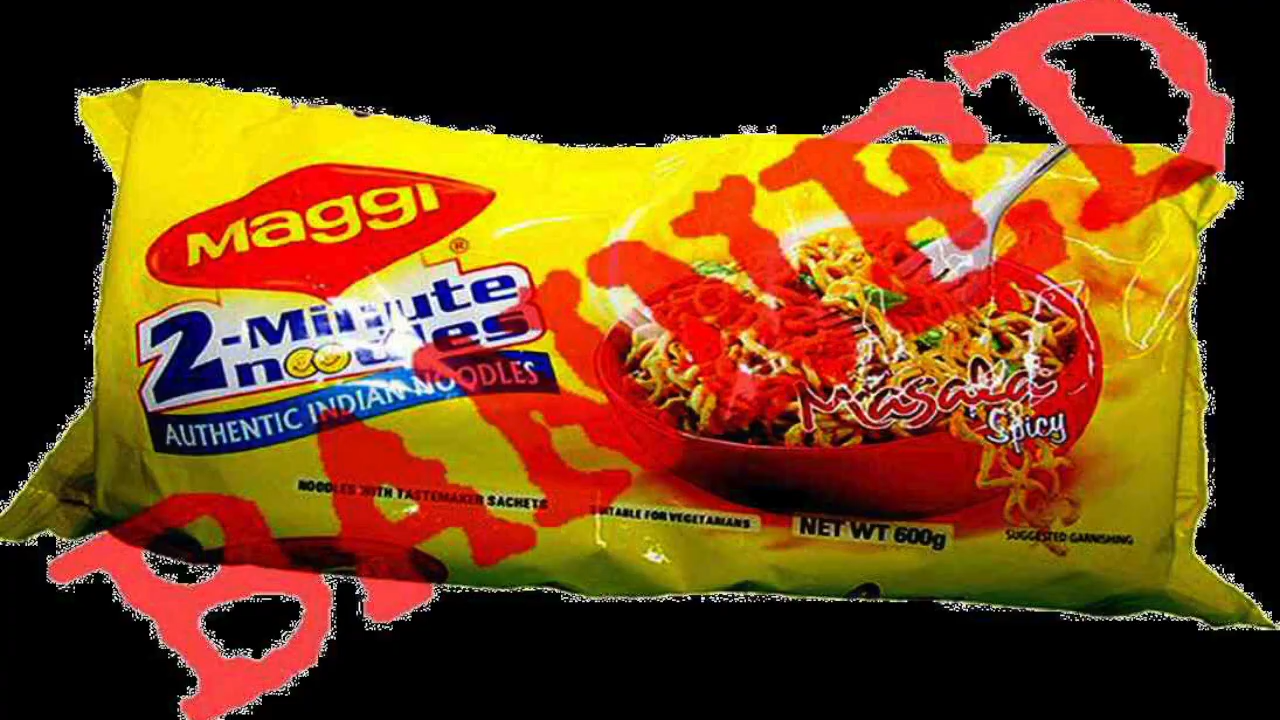 Maggi
®
2-Minute
noodles
AUTHENTIC INDIAN NOODLES
Masala
Spicy
NOODLES WITH TASTEMAKER SACHETS
SUITABLE FOR VEGETARIANS
NET WT 600g
SUGGESTED GARNISHING
BANNED